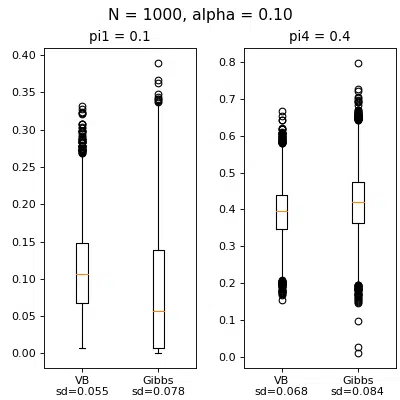 N = 1000, alpha = 0.10
pi1 = 0.1
0.40
0.35
0.30
0.25
0.20
0.15
0.10
0.05
0.00
VB
sd=0.055
Gibbs
sd=0.078
pi4 = 0.4
0.8
0.7
0.6
0.5
0.4
0.3
0.2
0.1
0.0
VB
sd=0.068
Gibbs
sd=0.084